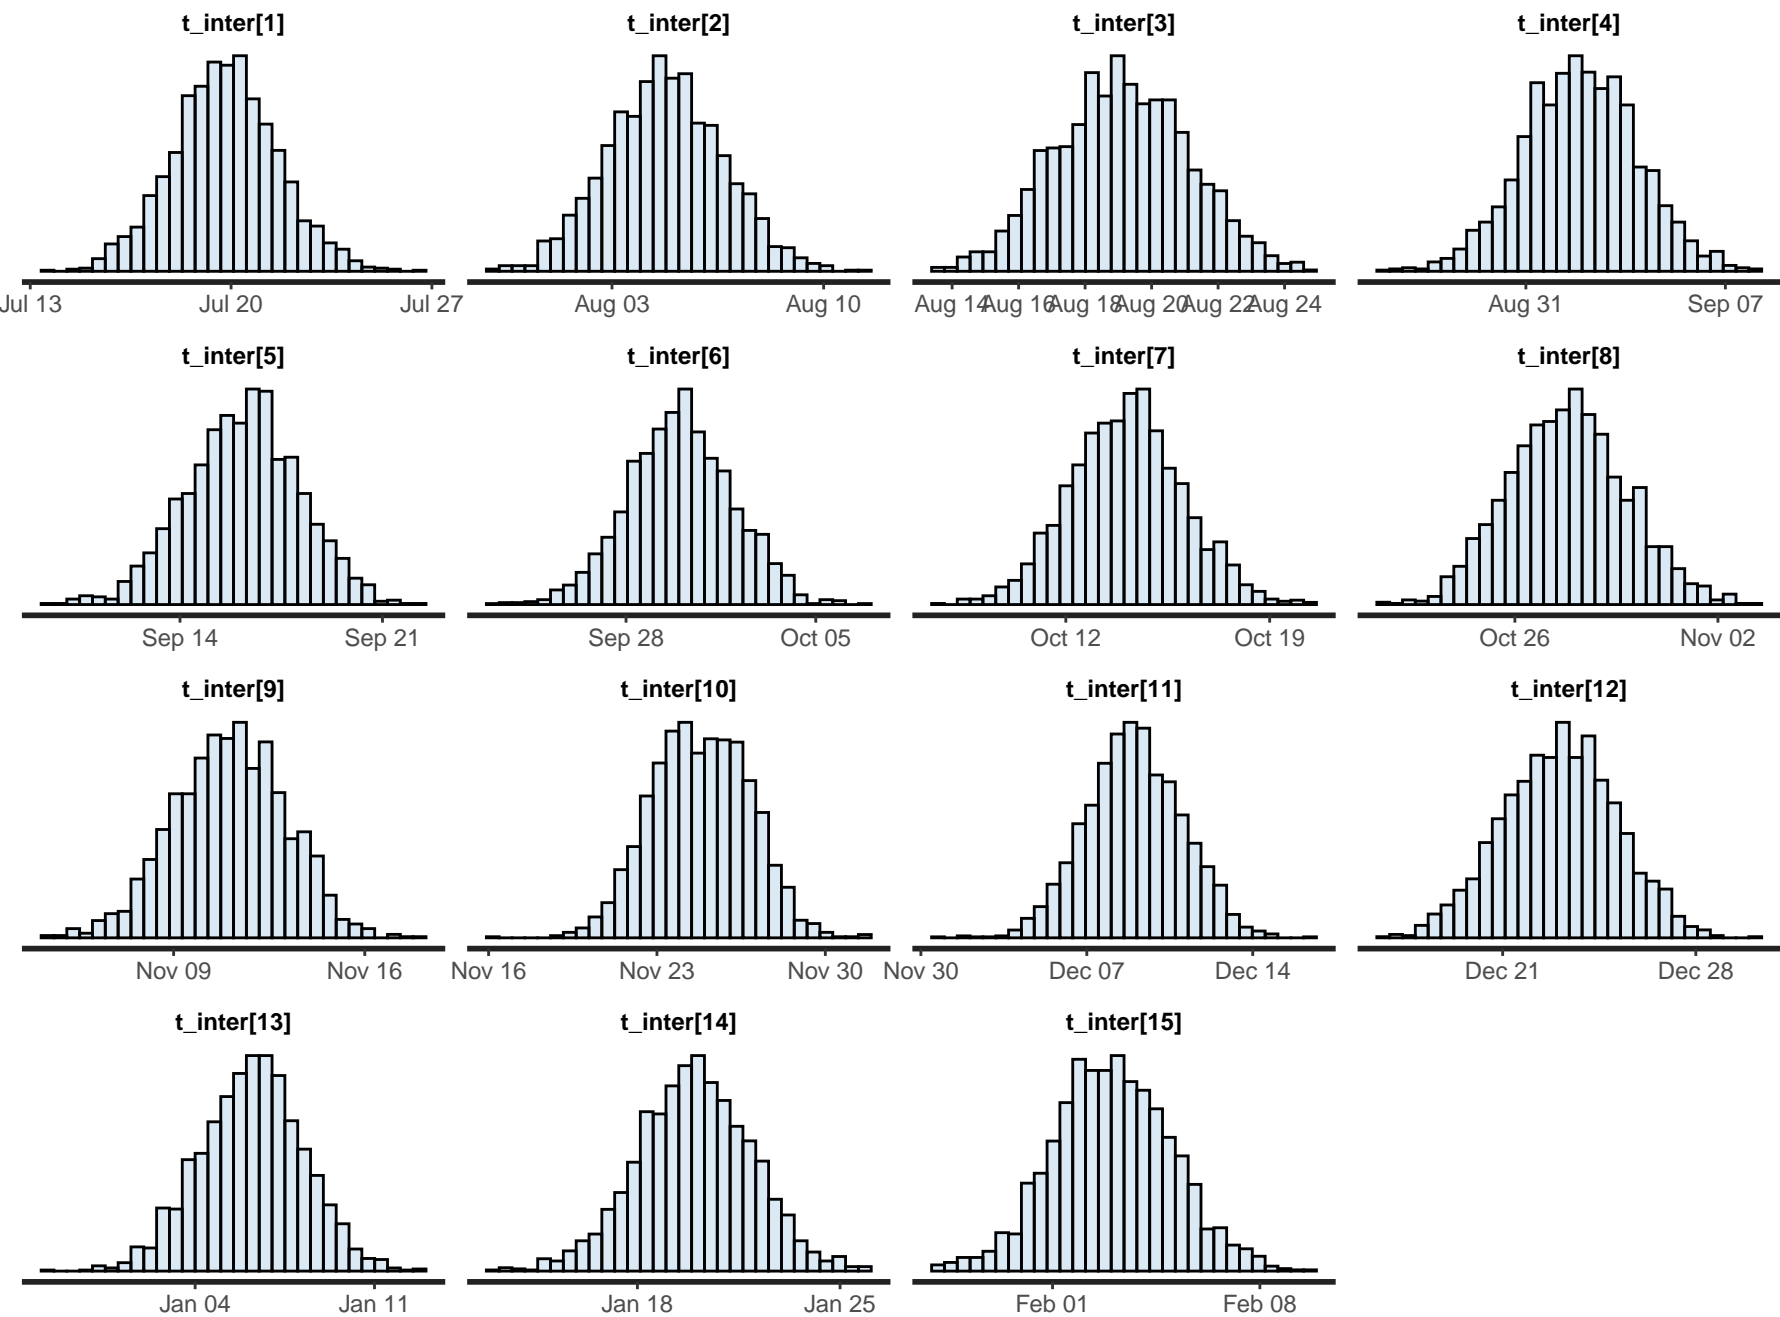 t_inter[1] t_inter[2] t_inter[3] t_inter[4]
Jul 13 Jul 20 Jul 27 Aug 03 Aug 10 Aug 14 Aug 16 Aug 18 Aug 20 Aug 22 Aug 24 Aug 31 Sep 07
t_inter[5] t_inter[6] t_inter[7] t_inter[8]
Sep 14 Sep 21 Sep 28 Oct 05 Oct 12 Oct 19 Oct 26 Nov 02
t_inter[9] t_inter[10] t_inter[11] t_inter[12]
Nov 09 Nov 16 Nov 16 Nov 23 Nov 30 Nov 30 Dec 07 Dec 14 Dec 21 Dec 28
t_inter[13] t_inter[14] t_inter[15]
Jan 04 Jan 11 Jan 18 Jan 25 Feb 01 Feb 08